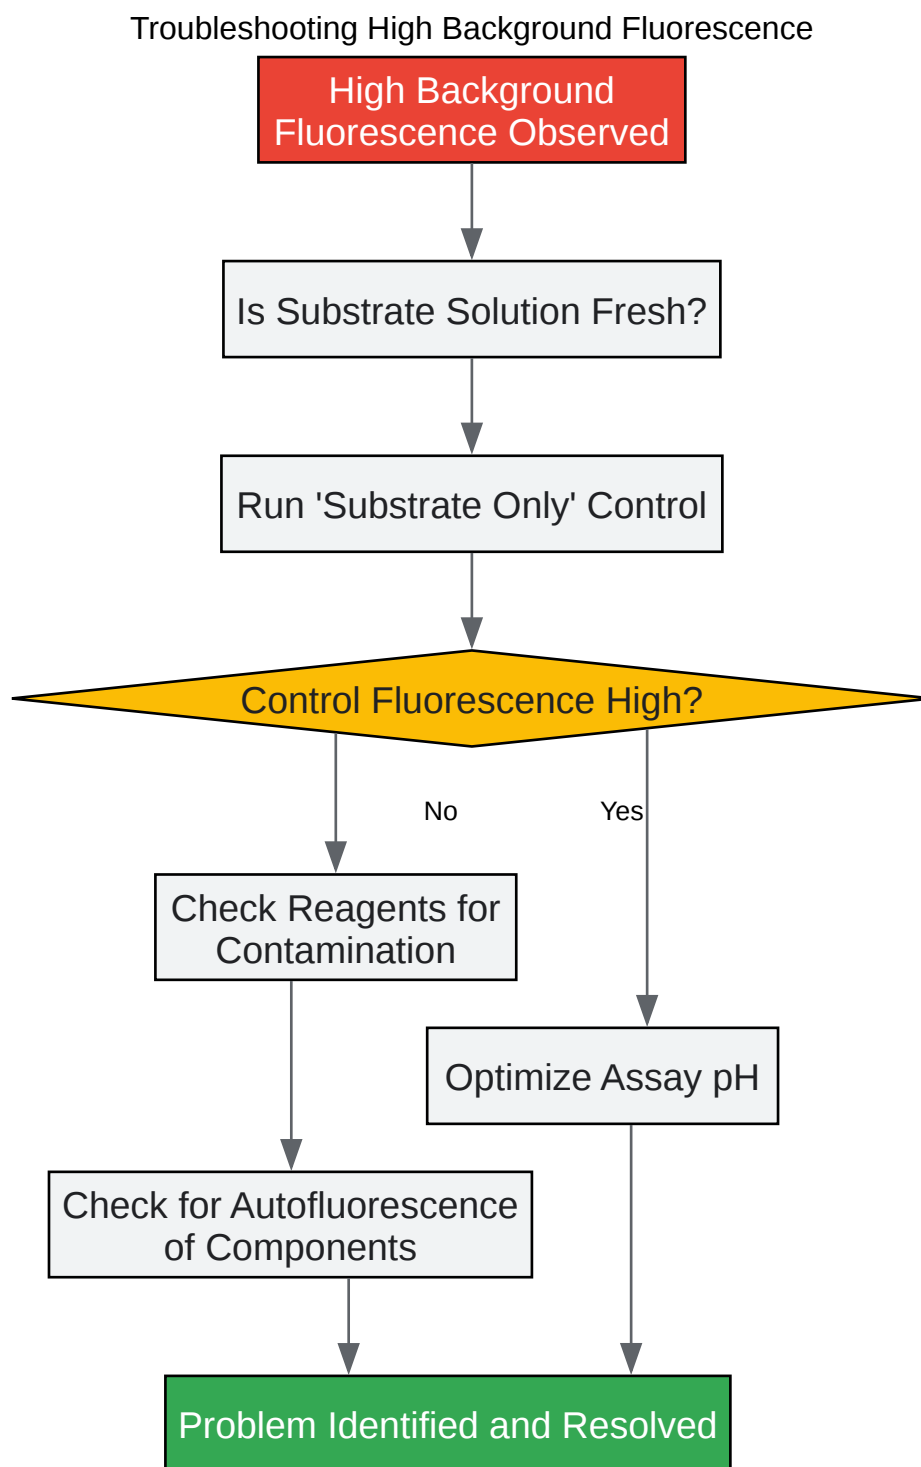 Troubleshooting High Background Fluorescence
High Background
Fluorescence Observed
Is Substrate Solution Fresh?
Run 'Substrate Only' Control
Control Fluorescence High?
No
Yes
Check Reagents for
Contamination
Optimize Assay pH
Check for Autofluorescence
of Components
Problem Identified and Resolved